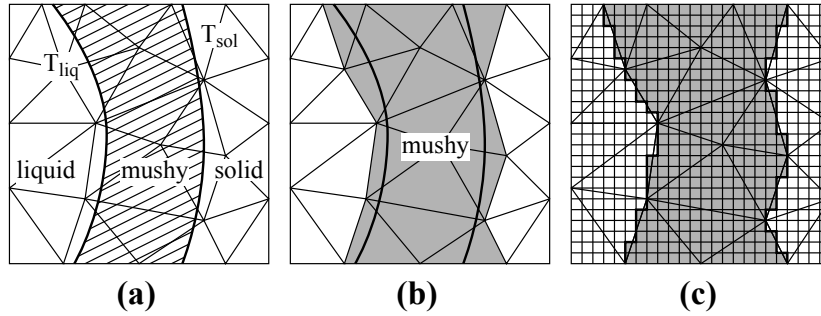 T_sol
T_liq
liquid mushy solid
mushy
(a) (b) (c)